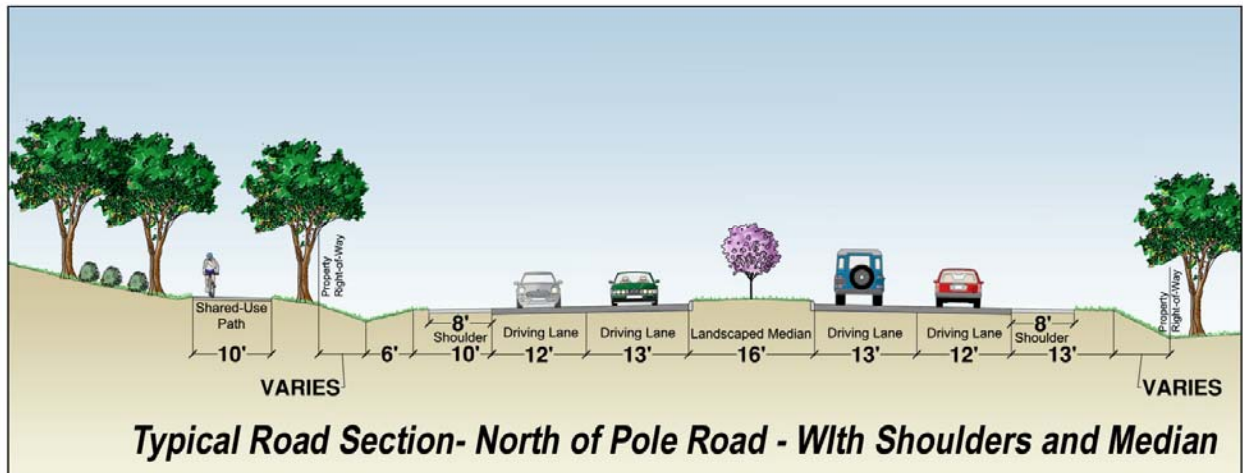 Property
Right-of-Way
Property
Right-of-Way
Shared-Use
Path
8'
Shoulder
Driving Lane
Driving Lane
Landscaped Median
Driving Lane
Driving Lane
8'
Shoulder
10'
6'
10'
12'
13'
16'
13'
12'
13'
VARIES
VARIES
Typical Road Section- North of Pole Road - WIth Shoulders and Median